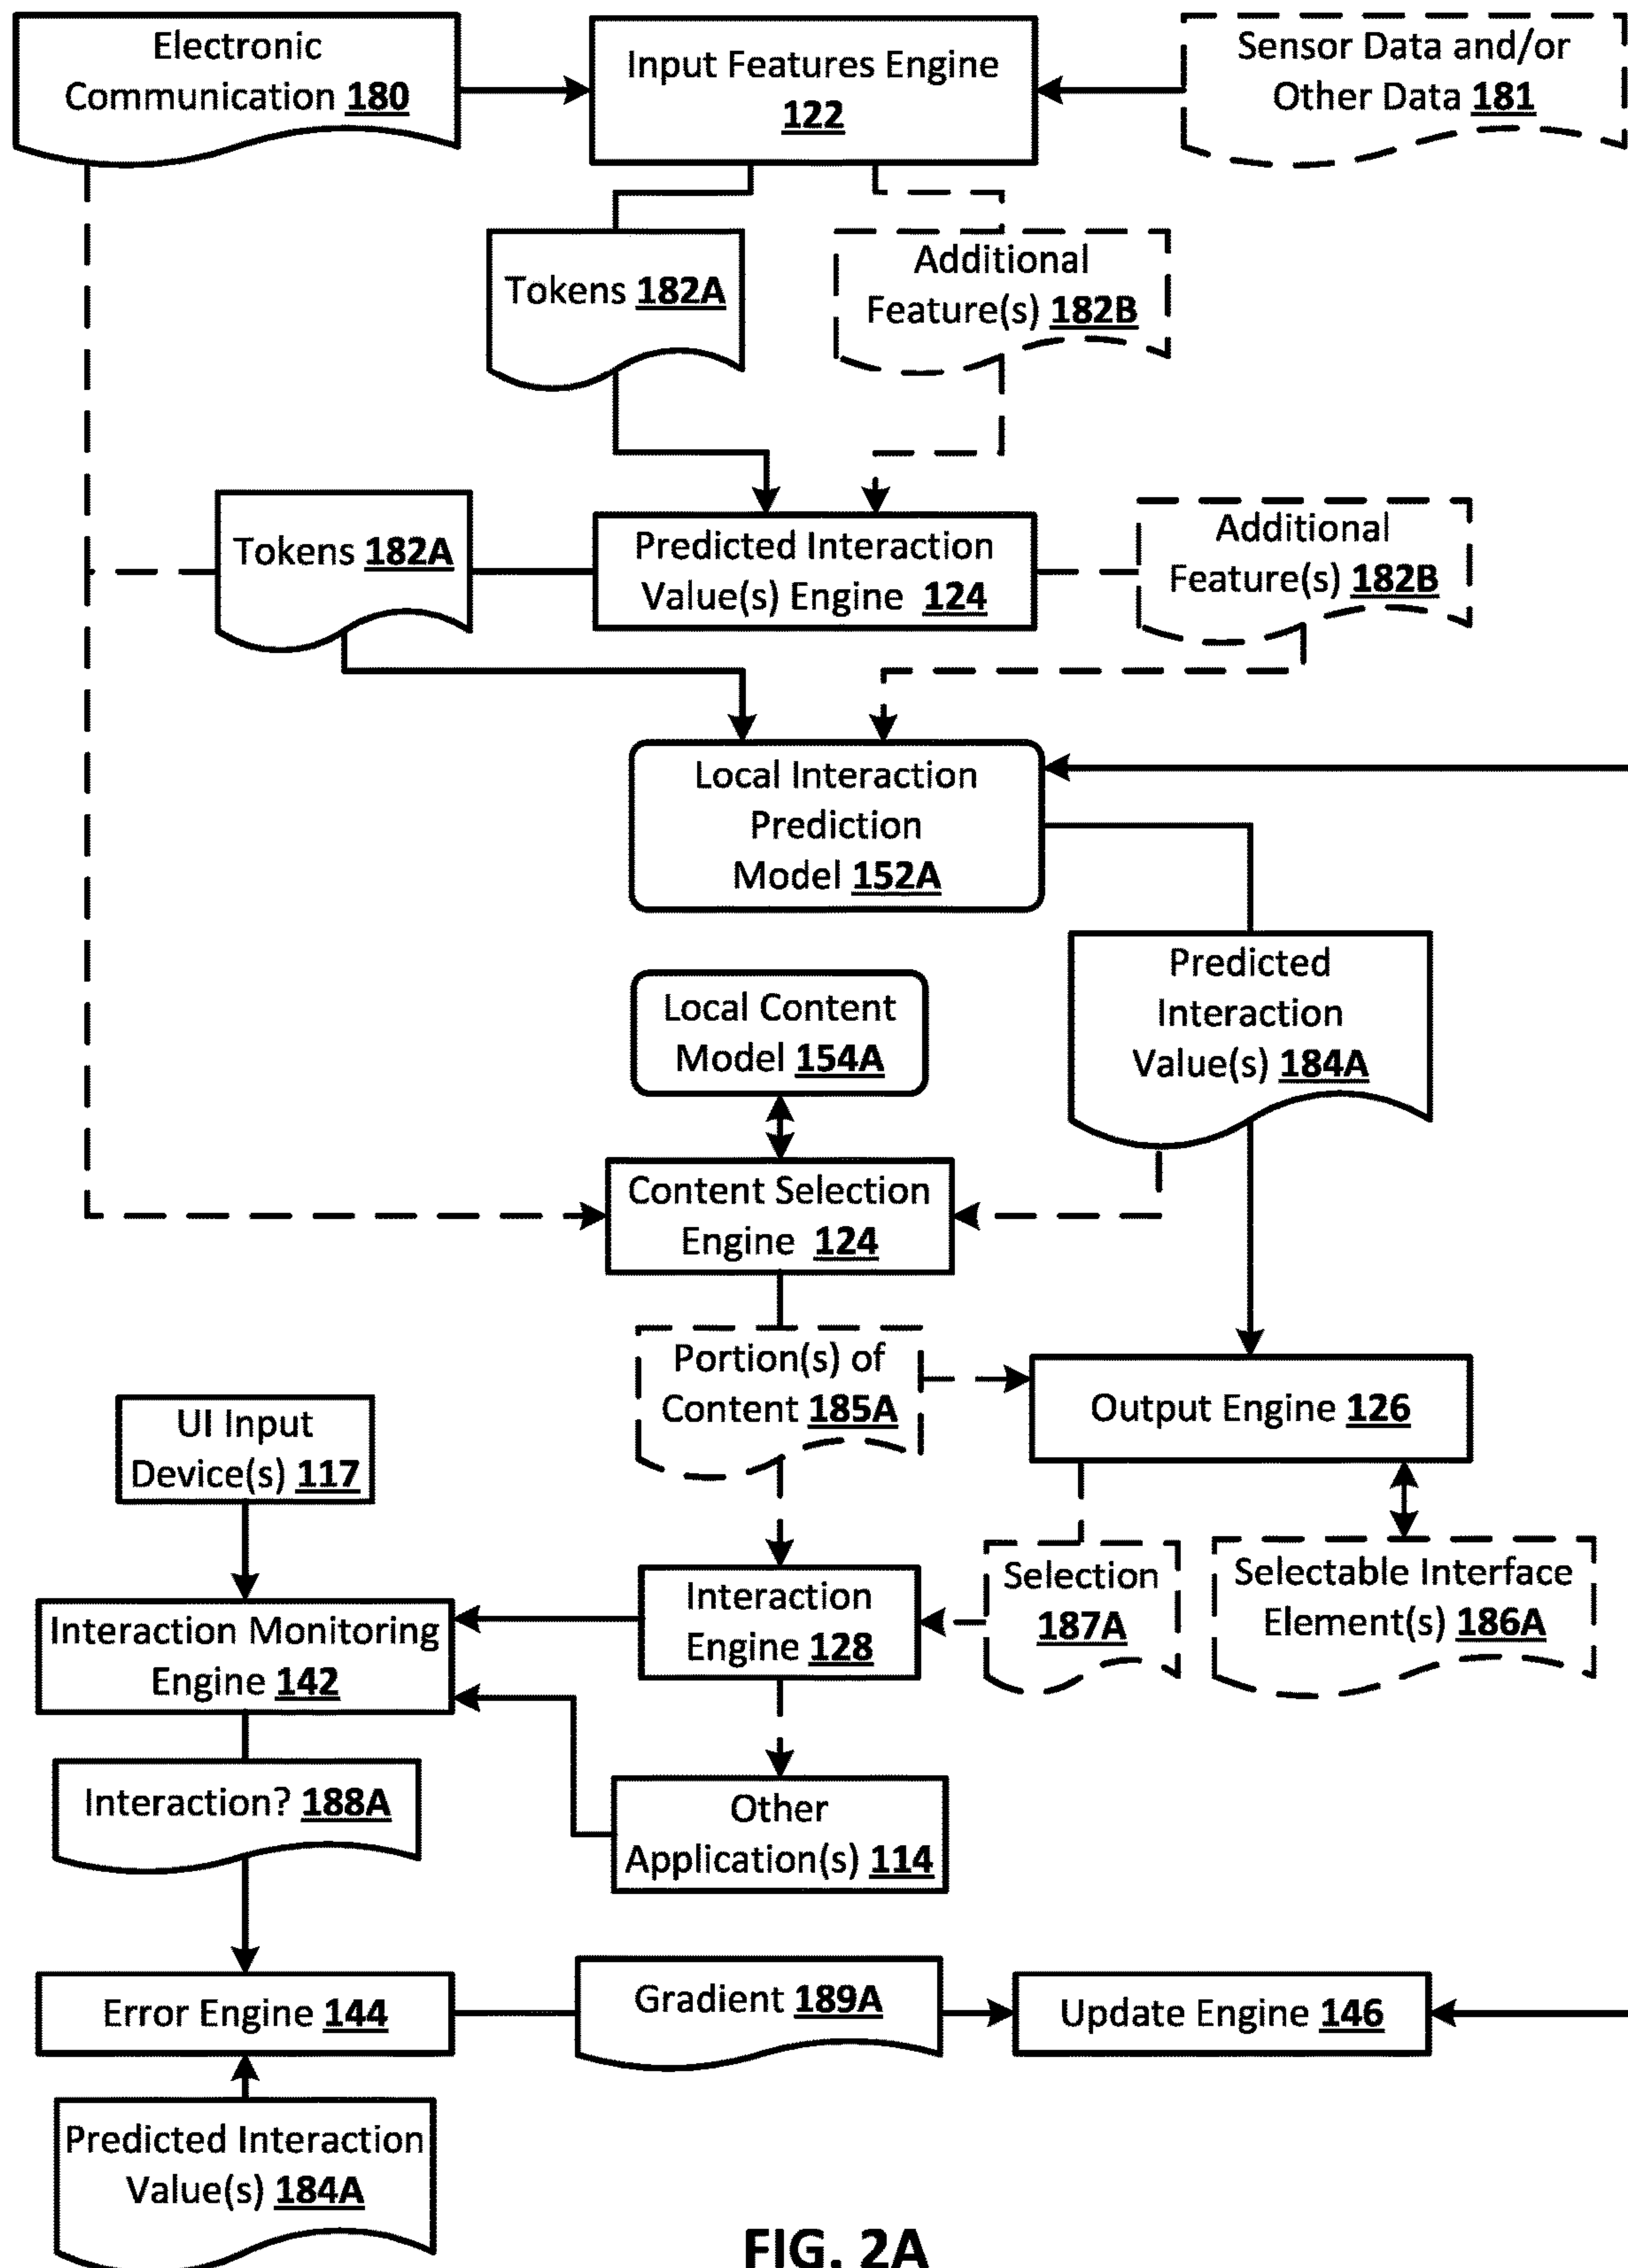 Electronic
Communication 180
Input Features Engine
122
Sensor Data and/or
Other Data 181
Tokens 182A
Additional
Feature(s) 182B
Tokens 182A
Predicted Interaction
Value(s) Engine 124
Additional
Feature(s) 182B
Local Interaction
Prediction
Model 152A
Predicted
Interaction
Value(s) 184A
Local Content
Model 154A
Content Selection
Engine 124
Portion(s) of
Content 185A
Output Engine 126
UI Input
Device(s) 117
Interaction Monitoring
Engine 142
Interaction
Engine 128
Selection
187A
Selectable Interface
Element(s) 186A
Interaction? 188A
Other
Application(s) 114
Error Engine 144
Gradient 189A
Update Engine 146
Predicted Interaction
Value(s) 184A
FIG. 2A